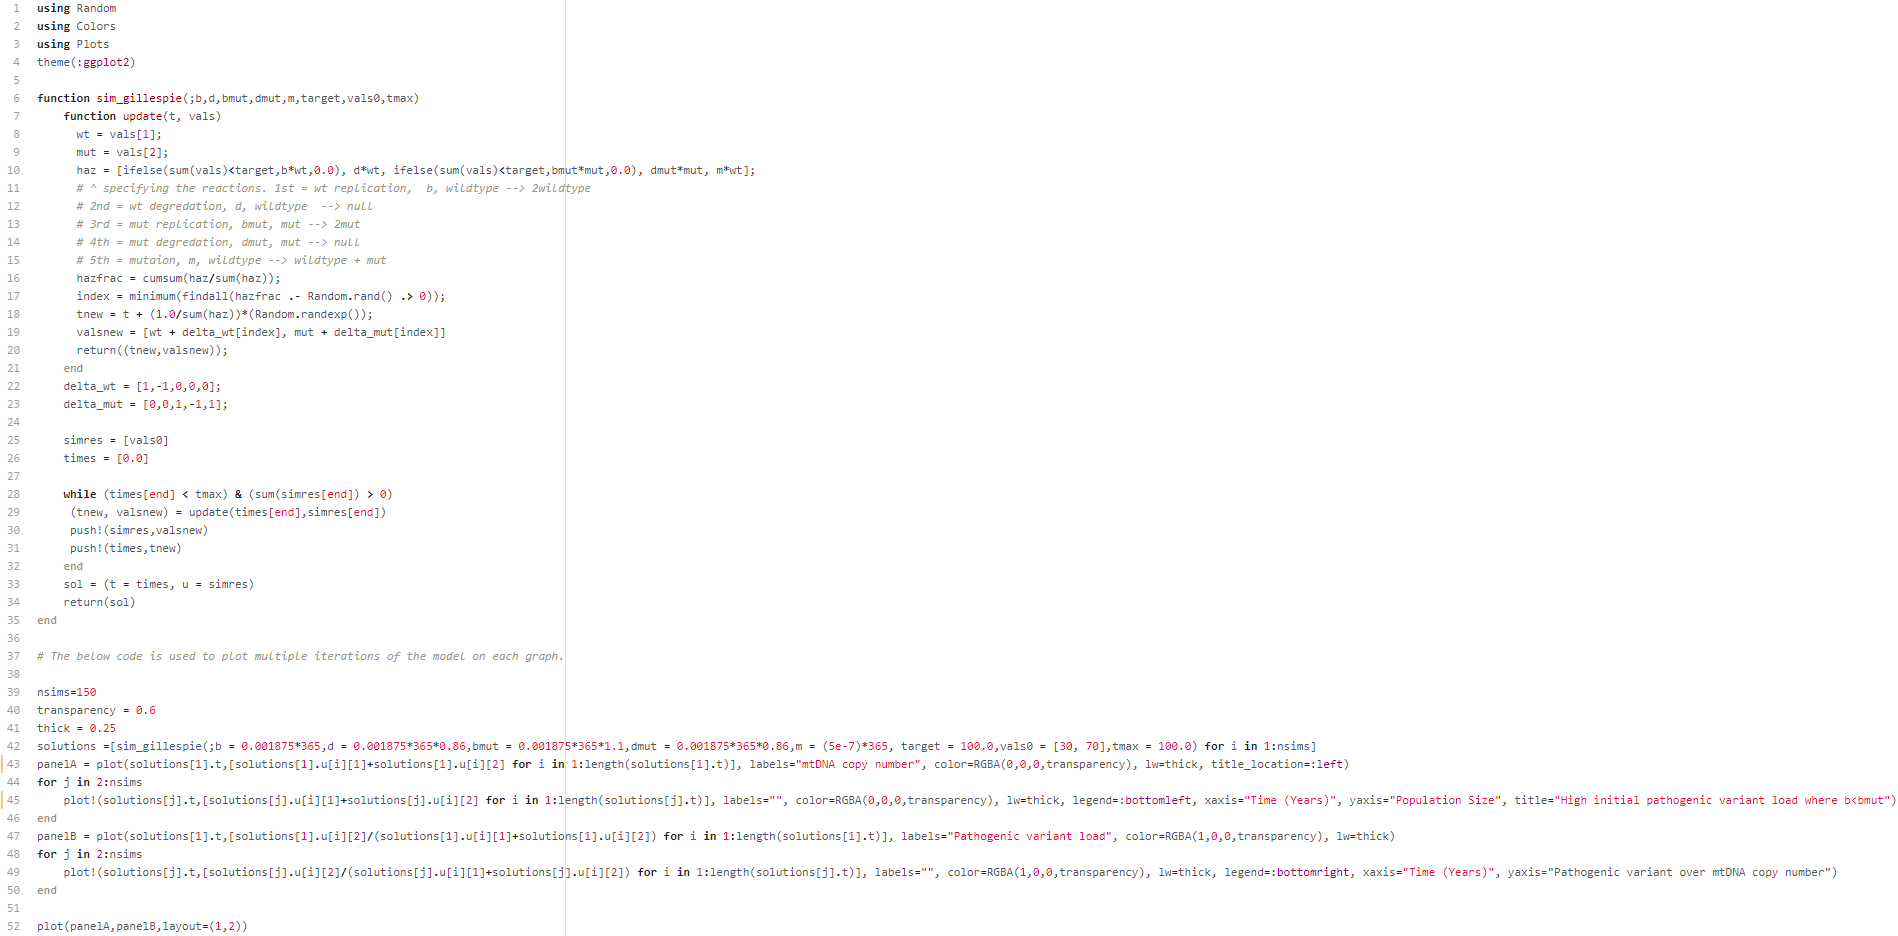 1 using Random
2 using Colors
3 using Plots
4 theme(:ggplot2)
5
6 function sim_gillespie(;b,d,bmut,dmut,m,target,vals0,tmax)
7     function update(t, vals)
8       wt = vals[1];
9       mut = vals[2];
10       haz = [ifelse(sum(vals)<target,b*wt,0.0), d*wt, ifelse(sum(vals)<target,bmut*mut,0.0), dmut*mut, m*wt];
11       # ^ specifying the reactions. 1st = wt replication,  b, wildtype --> 2wildtype
12       # 2nd = wt degredation, d, wildtype  --> null
13       # 3rd = mut replication, bmut, mut --> 2mut
14       # 4th = mut degredation, dmut, mut --> null
15       # 5th = mutaion, m, wildtype --> wildtype + mut
16       hazfrac = cumsum(haz/sum(haz));
17       index = minimum(findall(hazfrac .- Random.rand() .> 0));
18       tnew = t + (1.0/sum(haz))*(Random.randexp());
19       valsnew = [wt + delta_wt[index], mut + delta_mut[index]]
20       return((tnew,valsnew));
21     end
22     delta_wt = [1,-1,0,0,0];
23     delta_mut = [0,0,1,-1,1];
24
25     simres = [vals0]
26     times = [0.0]
27
28     while (times[end] < tmax) & (sum(simres[end]) > 0)
29      (tnew, valsnew) = update(times[end],simres[end])
30      push!(simres,valsnew)
31      push!(times,tnew)
32     end
33     sol = (t = times, u = simres)
34     return(sol)
35 end
36
37 # The below code is used to plot multiple iterations of the model on each graph.
38
39 nsims=150
40 transparency = 0.6
41 thick = 0.25
42 solutions =[sim_gillespie(;b = 0.001875*365,d = 0.001875*365*0.86,bmut = 0.001875*365*1.1,dmut = 0.001875*365*0.86,m = (5e-7)*365, target = 100.0,vals0 = [30, 70],tmax = 100.0) for i in 1:nsims]
43 panelA = plot(solutions[1].t,[solutions[1].u[i][1]+solutions[1].u[i][2] for i in 1:length(solutions[1].t)], labels="mtDNA copy number", color=RGBA(0,0,0,transparency), lw=thick, title_location=:left)
44 for j in 2:nsims
45     plot!(solutions[j].t,[solutions[j].u[i][1]+solutions[j].u[i][2] for i in 1:length(solutions[j].t)], labels="", color=RGBA(0,0,0,transparency), lw=thick, legend=:bottomleft, xaxis="Time (Years)", yaxis="Population Size", title="High initial pathogenic variant load where b<bmut")
46 end
47 panelB = plot(solutions[1].t,[solutions[1].u[i][2]/(solutions[1].u[i][1]+solutions[1].u[i][2]) for i in 1:length(solutions[1].t)], labels="Pathogenic variant load", color=RGBA(1,0,0,transparency), lw=thick)
48 for j in 2:nsims
49     plot!(solutions[j].t,[solutions[j].u[i][2]/(solutions[j].u[i][1]+solutions[j].u[i][2]) for i in 1:length(solutions[j].t)], labels="", color=RGBA(1,0,0,transparency), lw=thick, legend=:bottomright, xaxis="Time (Years)", yaxis="Pathogenic variant over mtDNA copy number")
50 end
51
52 plot(panelA,panelB,layout=(1,2))